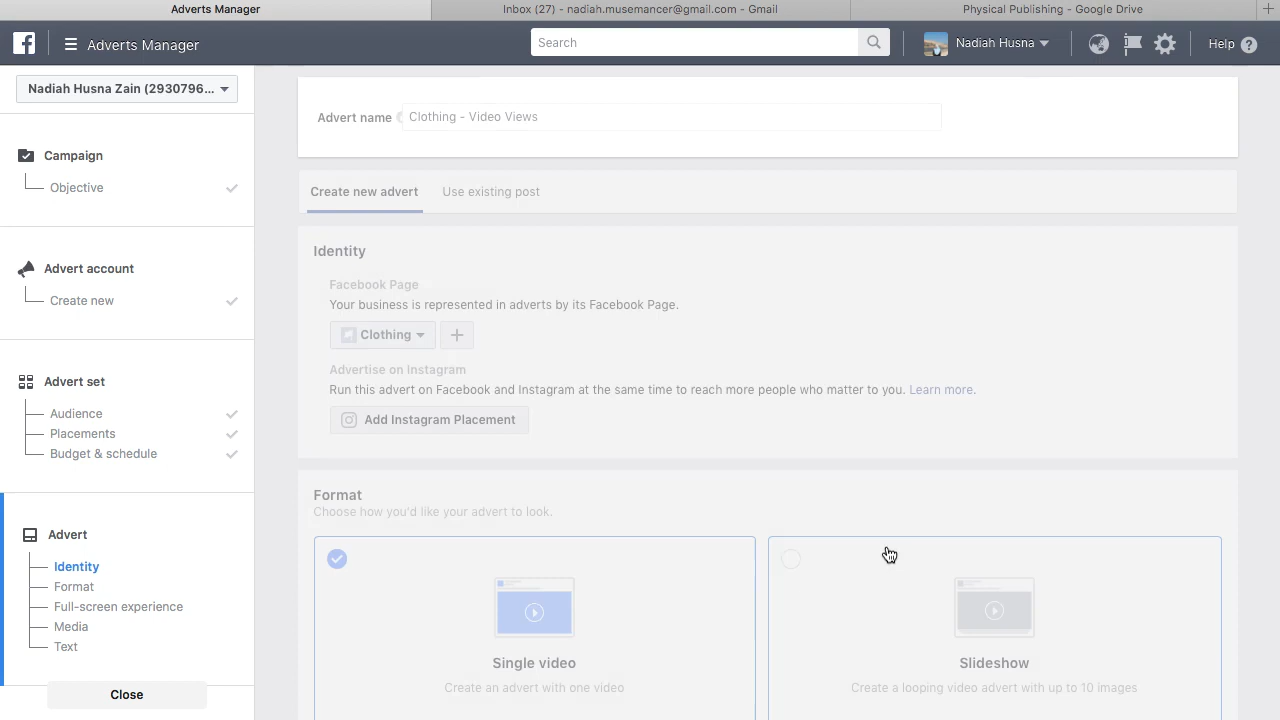 Adverts Manager
Inbox (27) - nadiah.musemancer@gmail.com - Gmail
Physical Publishing - Google Drive
Adverts Manager
Search
Nadiah Husna
Help
Nadiah Husna Zain (2930796...
Campaign
Objective
Advert account
Create new
Advert set
Audience
Placements
Budget & schedule
Advert
Identity
Format
Full-screen experience
Media
Text
Close
Advert name
Clothing - Video Views
Create new advert
Use existing post
Identity
Facebook Page
Your business is represented in adverts by its Facebook Page.
Clothing
Advertise on Instagram
Run this advert on Facebook and Instagram at the same time to reach more people who matter to you. Learn more.
Add Instagram Placement
Format
Choose how you'd like your advert to look.
Single video
Create an advert with one video
Slideshow
Create a looping video advert with up to 10 images